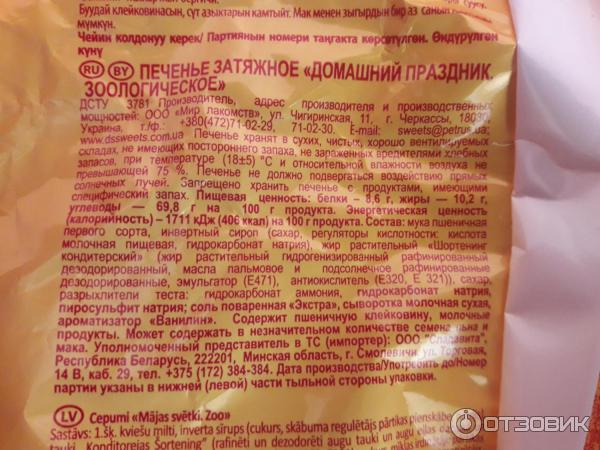 Буудай клейковинасын, сүт азыктарын камтыйт. Мак менен зыгырдын бир аз санын
мүмкүн.
Чейин колдонуу керек/ Партиянын номери таңгакта көрсөтүлгөн. Өндүрүлгөн
күнү
RU BY ПЕЧЕНЬЕ ЗАТЯЖНОЕ «ДОМАШНИЙ ПРАЗДНИК.
ЗООЛОГИЧЕСКОЕ»
ДСТУ 3781 Производитель, адрес производителя и производственных
мощностей: ООО «Мир лакомств», ул. Чигиринская, 11, г. Черкассы, 18030,
Украина, т./ф.: +380(472)71-02-29, 71-02-30. E-mail: sweets@petrus.ua;
www.dssweets.com.ua Печенье хранят в сухих, чистых, хорошо вентилируемых
складах, не имеющих постороннего запаха, не зараженных вредителями хлебных
запасов, при температуре (18±5) °С и относительной влажности воздуха не
превышающей 75 %. Печенье не должно подвергаться воздействию прямых
солнечных лучей. Запрещено хранить печенье с продуктами, имеющими
специфический запах. Пищевая ценность: белки – 8,6 г, жиры – 10,2 г,
углеводы – 69,8 г на 100 г продукта. Энергетическая ценность
(калорийность) – 1711 кДж (406 ккал) на 100 г продукта. Состав: мука пшеничная
первого сорта, инвертный сироп (сахар, регуляторы кислотности: кислота
молочная пищевая, гидрокарбонат натрия), жир растительный «Шортенинг
кондитерский» (жир растительный гидрогенизированный рафинированный
дезодорированный, масла пальмовое и подсолнечное рафинированные
дезодорированные, эмульгатор (Е471), антиокислитель (Е320, Е 321)), сахар,
разрыхлители теста: гидрокарбонат аммония, гидрокарбонат натрия,
пиросульфит натрия; соль поваренная «Экстра», сыворотка молочная сухая,
ароматизатор «Ванилин». Содержит пшеничную клейковину, молочные
продукты. Может содержать в незначительном количестве семена льна и
мака. Уполномоченный представитель в ТС (импортер): ООО "Сладавита",
Республика Беларусь, 222201, Минская область, г. Смолевичи ул. Торговая,
14 В, каб. 29, тел. +375 (172) 384-384. Дата производства/Употребить до/Номер
партии укзаны в нижней (левой) части тыльной стороны упаковки.
LV Cepumi «Mājas svētki. Zoo»
Sastāvs: 1.šķ. kviešu milti, inverta sīrups (cukurs, skābuma regulētājs pārtikas
tauki „Konditorejas Šortening” (rafinēti un dezodorēti augu tauki un augu eļļas
ОТЗОВИК